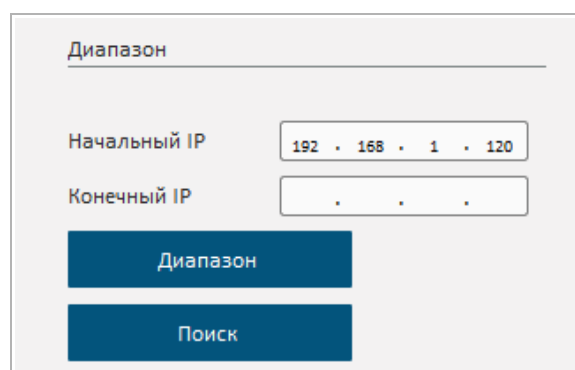 Диапазон
Начальный IP 192 . 168 . 1 . 120
Конечный IP . . .
Диапазон
Поиск